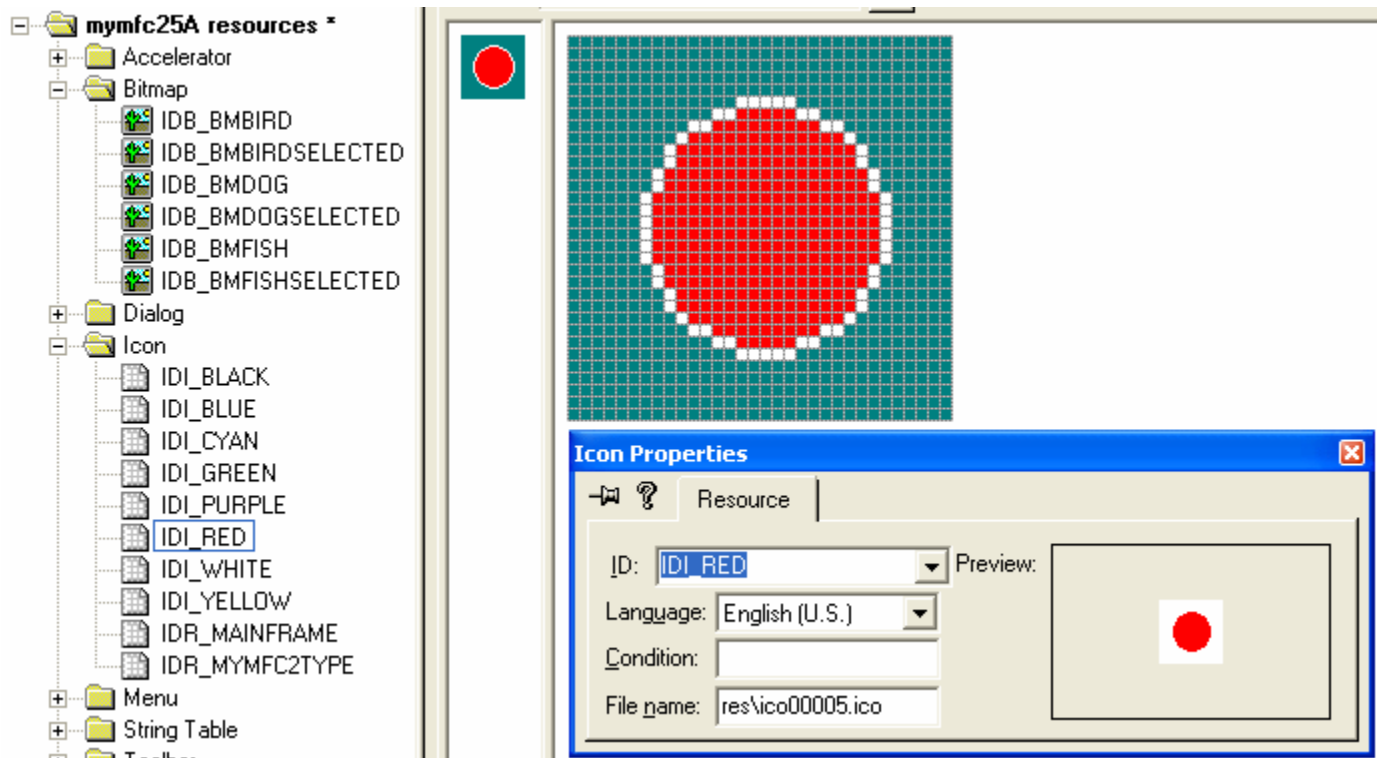 mymfc25A resources *
Accelerator
Bitmap
IDB_BMBIRD
IDB_BMBIRDSELECTED
IDB_BMDOG
IDB_BMDOGSELECTED
IDB_BMFISH
IDB_BMFISHSELECTED
Dialog
Icon
IDI_BLACK
IDI_BLUE
IDI_CYAN
IDI_GREEN
IDI_PURPLE
IDI_RED
IDI_WHITE
IDI_YELLOW
IDR_MAINFRAME
IDR_MYMFC2TYPE
Menu
String Table
Toolbar
Icon Properties
Resource
ID: IDI_RED Preview:
Language: English (U.S.)
Condition:
File name: res\ico00005.ico